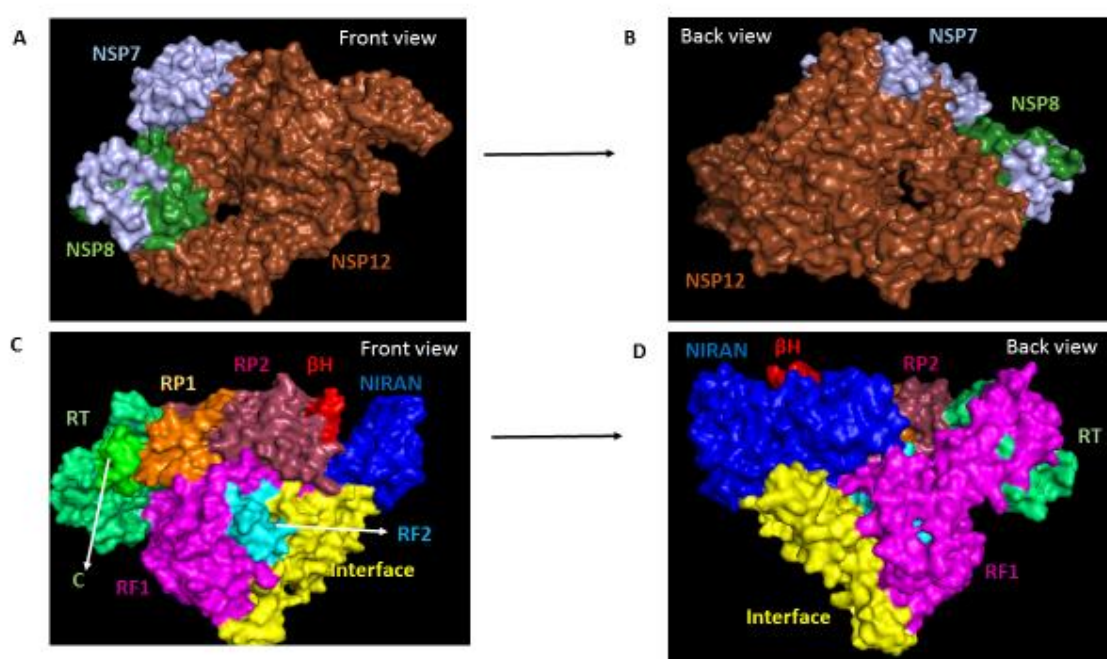 A
Front view
NSP7
NSP8
NSP12
B
Back view
NSP7
NSP8
NSP12
C
Front view
RP2
βH
NIRAN
RP1
RT
RF2
C
RF1
Interface
D
NIRAN
βH
RP2
Back view
RT
RF1
Interface